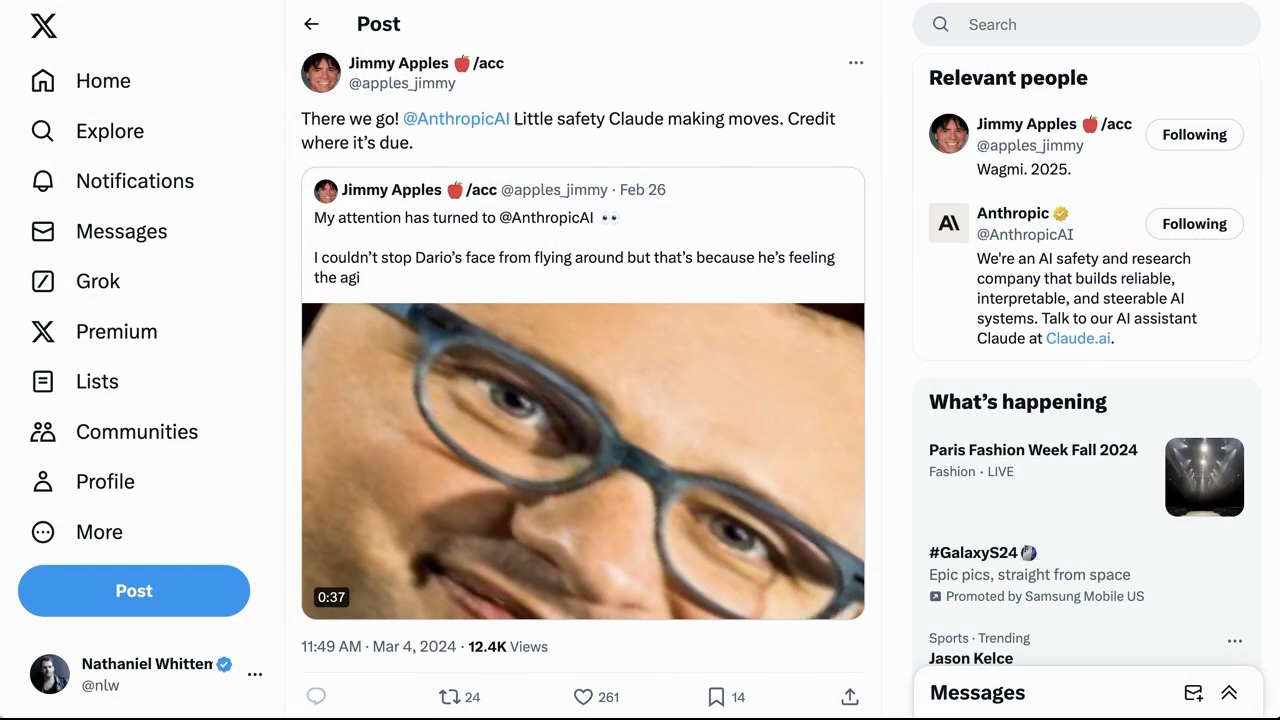 Home
Explore
Notifications
Messages
Grok
Premium
Lists
Communities
Profile
More
Post
Nathaniel Whittem
@nlw
Post
Jimmy Apples 🍎/acc
@apples_jimmy
There we go! @AnthropicAI Little safety Claude making moves. Credit
where it’s due.
Jimmy Apples 🍎/acc @apples_jimmy · Feb 26
My attention has turned to @AnthropicAI 👀
I couldn’t stop Dario’s face from flying around but that’s because he’s feeling
the agi
0:37
11:49 AM · Mar 4, 2024 · 12.4K Views
24
261
14
Search
Relevant people
Jimmy Apples 🍎/acc
@apples_jimmy
Following
Wagmi. 2025.
Anthropic
@AnthropicAI
Following
We're an AI safety and research
company that builds reliable,
interpretable, and steerable AI
systems. Talk to our AI assistant
Claude at Claude.ai.
What’s happening
Paris Fashion Week Fall 2024
Fashion · LIVE
#GalaxyS24
Epic pics, straight from space
Promoted by Samsung Mobile US
Sports · Trending
Jason Kelce
Messages